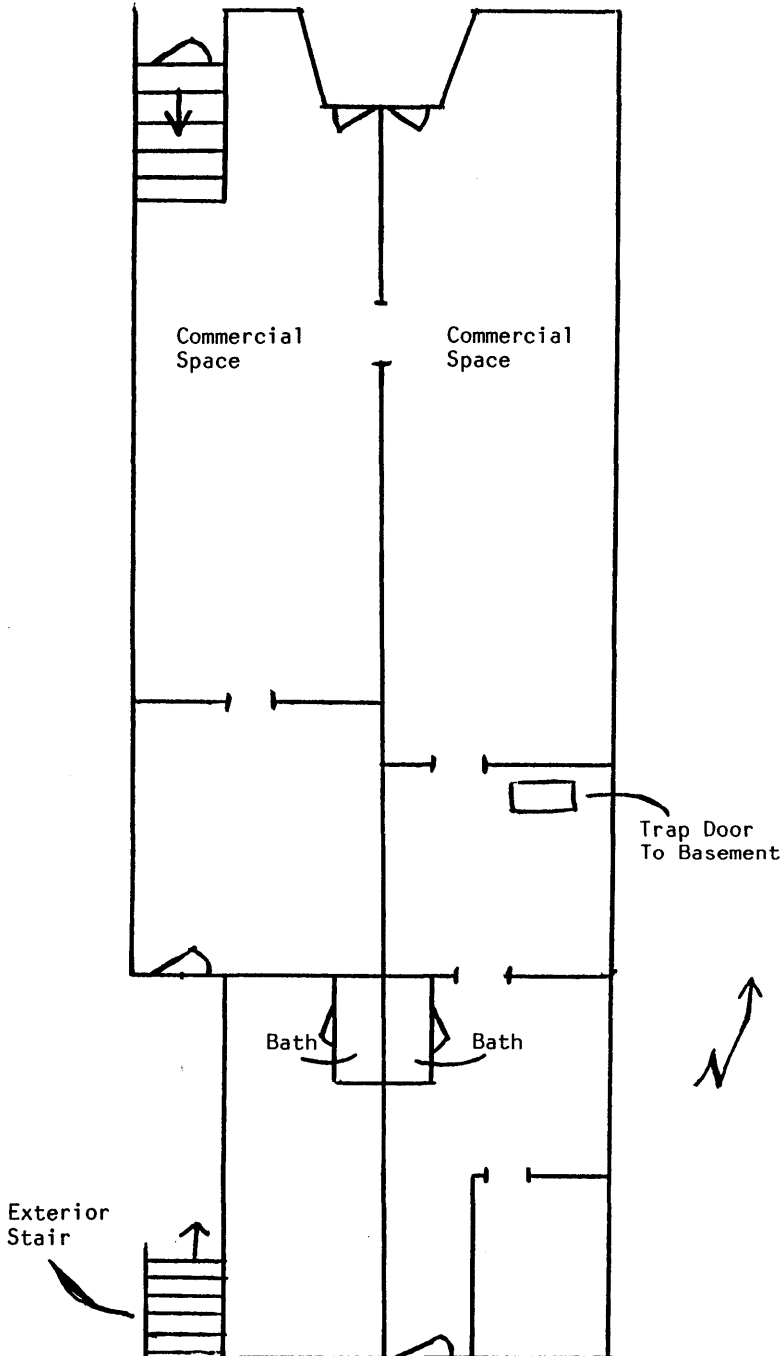 Commercial
Space
Commercial
Space
Trap Door
To Basement
Bath
Bath
N
Exterior
Stair